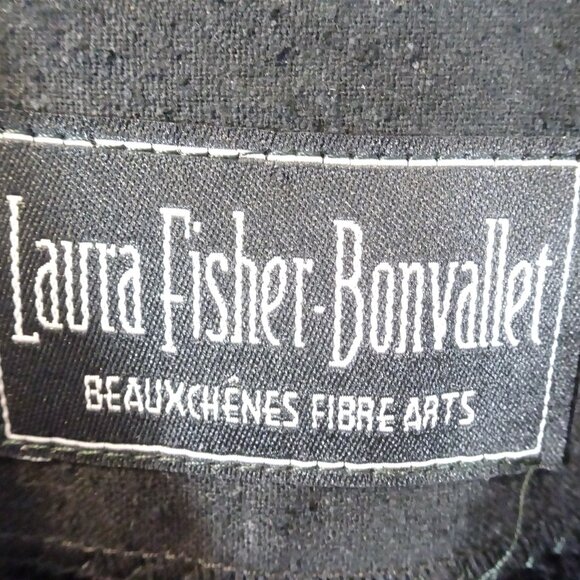 Laura Fisher-Bonvallet
BEAUXCHÊNES FIBRE ARTS